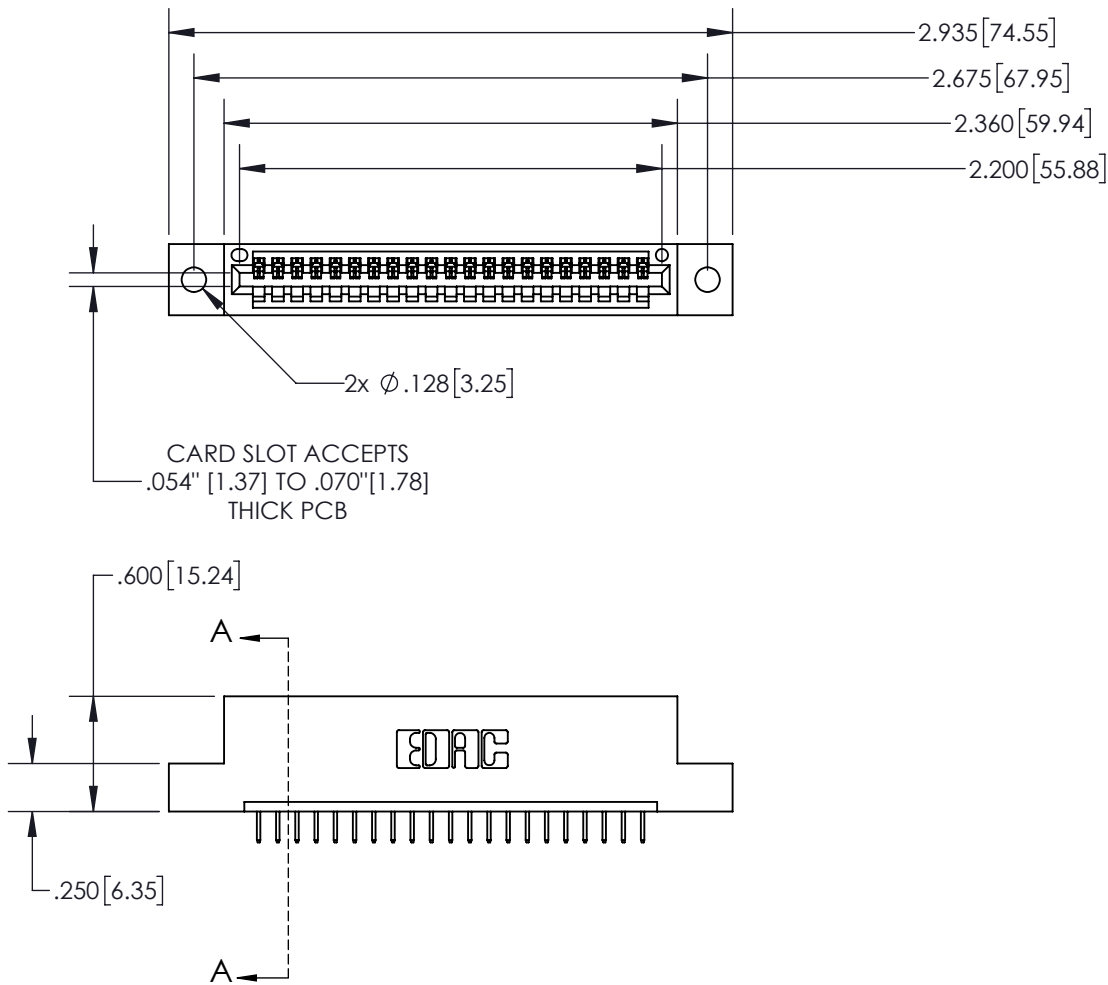 2.935[74.55]
2.675[67.95]
2.360[59.94]
2.200[55.88]
2x Ø.128[3.25]
CARD SLOT ACCEPTS
.054" [1.37] TO .070"[1.78]
THICK PCB
.600[15.24]
A
EDAC
.250[6.35]
A